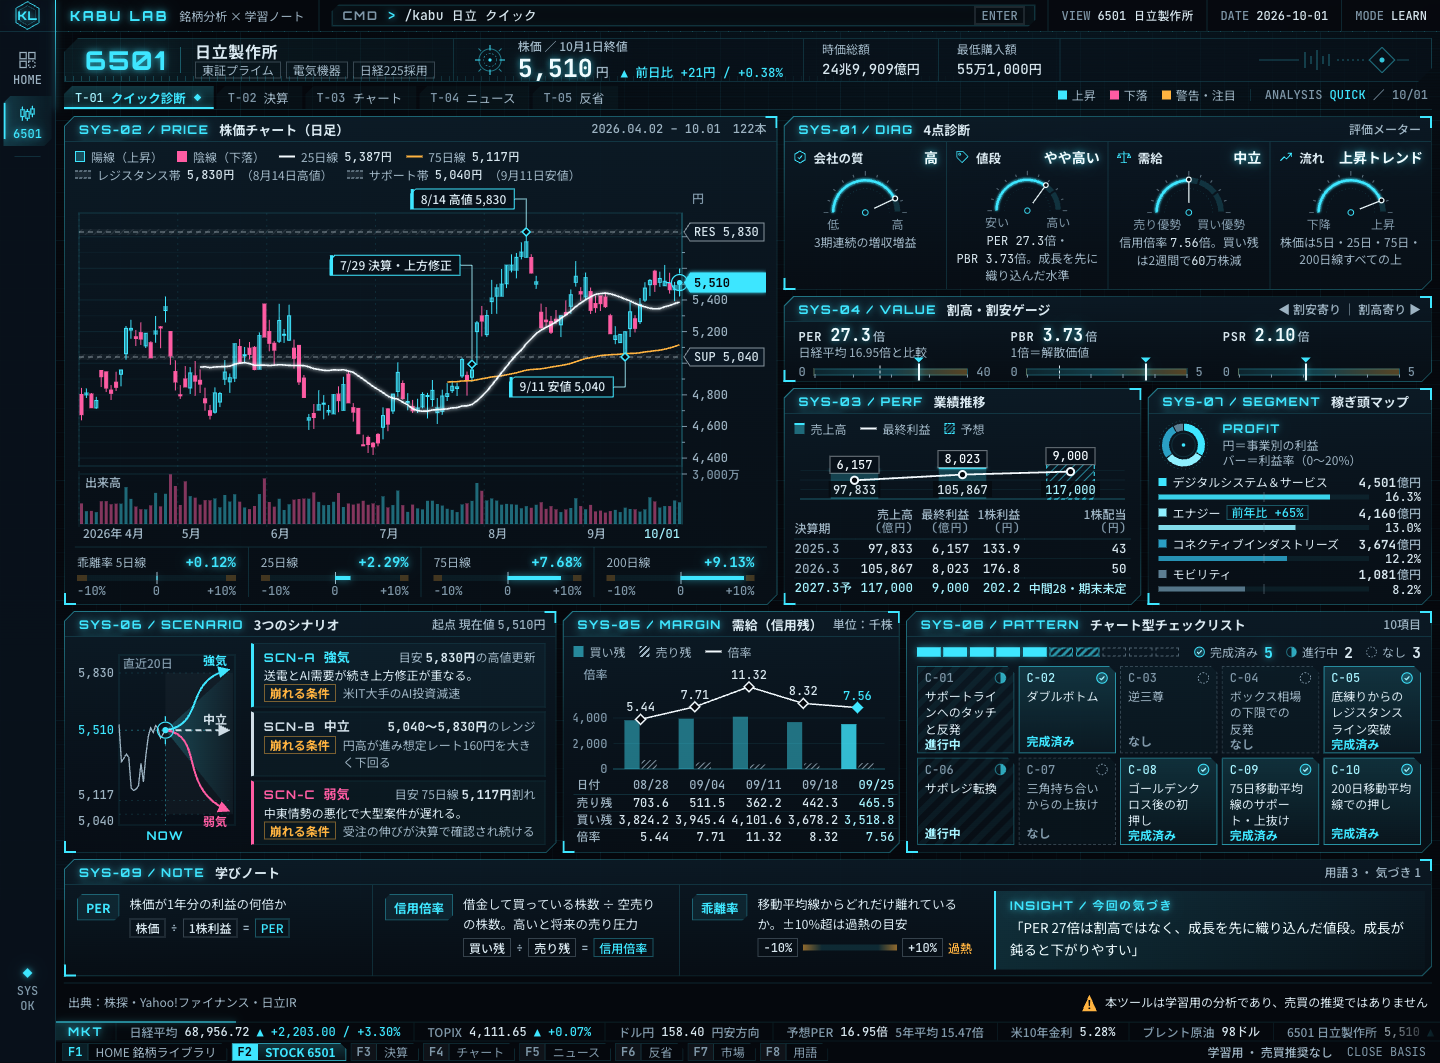 KL KABU LAB 銘柄分析 × 学習ノート CMD > /kabu 日立 クイック ENTER VIEW 6501 日立製作所 DATE 2026-10-01 MODE LEARN
HOME
6501
6501 日立製作所
東証プライム 電気機器 日経225採用
株価 ／ 10月1日終値
5,510円 ▲ 前日比 +21円 / +0.38%
時価総額
24兆9,909億円
最低購入額
55万1,000円
T-01 クイック診断 ◆ T-02 決算 T-03 チャート T-04 ニュース T-05 反省
上昇 下落 警告・注目 ANALYSIS QUICK ／ 10/01
SYS-02 / PRICE 株価チャート（日足） 2026.04.02 – 10.01 122本
陽線（上昇） 陰線（下落） 25日線 5,387円 75日線 5,117円
レジスタンス帯 5,830円 （8月14日高値） サポート帯 5,040円 （9月11日安値）
8/14 高値 5,830
7/29 決算・上方修正
9/11 安値 5,040
円
RES 5,830
5,510
5,400
5,200
SUP 5,040
4,800
4,600
4,400
3,000万
出来高
2026年 4月 5月 6月 7月 8月 9月 10/01
乖離率 5日線 +0.12%
-10% 0 +10%
25日線 +2.29%
-10% 0 +10%
75日線 +7.68%
-10% 0 +10%
200日線 +9.13%
-10% 0 +10%
SYS-01 / DIAG 4点診断 評価メーター
会社の質 高
低 高
3期連続の増収増益
値段 やや高い
安い 高い
PER 27.3倍・
PBR 3.73倍。成長を先に
織り込んだ水準
需給 中立
売り優勢 買い優勢
信用倍率 7.56倍。買い残
は2週間で60万株減
流れ 上昇トレンド
下降 上昇
株価は5日・25日・75日・
200日線すべての上
SYS-04 / VALUE 割高・割安ゲージ ◀ 割安寄り ｜ 割高寄り ▶
PER 27.3倍
日経平均 16.95倍と比較
0 40
PBR 3.73倍
1倍＝解散価値
0 5
PSR 2.10倍
0 5
SYS-03 / PERF 業績推移
売上高 最終利益 予想
6,157 8,023 9,000
97,833 105,867 117,000
決算期 売上高（億円） 最終利益（億円） 1株利益（円） 1株配当（円）
2025.3 97,833 6,157 133.9 43
2026.3 105,867 8,023 176.8 50
2027.3予 117,000 9,000 202.2 中間28・期末未定
SYS-07 / SEGMENT 稼ぎ頭マップ
PROFIT
円＝事業別の利益
バー＝利益率（0〜20%）
デジタルシステム＆サービス 4,501億円
16.3%
エナジー 前年比 +65% 4,160億円
13.0%
コネクティブインダストリーズ 3,674億円
12.2%
モビリティ 1,081億円
8.2%
SYS-06 / SCENARIO 3つのシナリオ 起点 現在値 5,510円
直近20日
5,830
5,510
5,117
5,040
強気
中立
弱気
NOW
SCN-A 強気 目安 5,830円の高値更新
送電とAI需要が続き上方修正が重なる。
崩れる条件 米IT大手のAI投資減速
SCN-B 中立 5,040〜5,830円のレンジ
崩れる条件 円高が進み想定レート160円を大き
く下回る
SCN-C 弱気 目安 75日線 5,117円割れ
中東情勢の悪化で大型案件が遅れる。
崩れる条件 受注の伸びが決算で確認され続ける
SYS-05 / MARGIN 需給（信用残） 単位：千株
買い残 売り残 倍率
倍率
4,000
2,000
0
5.44 7.71 11.32 8.32 7.56
日付 08/28 09/04 09/11 09/18 09/25
売り残 703.6 511.5 362.2 442.3 465.5
買い残 3,824.2 3,945.4 4,101.6 3,678.2 3,518.8
倍率 5.44 7.71 11.32 8.32 7.56
SYS-08 / PATTERN チャート型チェックリスト 10項目
完成済み 5 進行中 2 なし 3
C-01
サポートライ
ンへのタッチ
と反発
進行中
C-02
ダブルボトム
完成済み
C-03
逆三尊
なし
C-04
ボックス相場
の下限での
反発
なし
C-05
底練りからの
レジスタンス
ライン突破
完成済み
C-06
サポレジ転換
進行中
C-07
三角持ち合い
からの上抜け
なし
C-08
ゴールデンク
ロス後の初
押し
完成済み
C-09
75日移動平均
線のサポー
ト・上抜け
完成済み
C-10
200日移動平均
線での押し
完成済み
SYS-09 / NOTE 学びノート 用語 3 ・ 気づき 1
PER 株価が1年分の利益の何倍か
株価 ÷ 1株利益 = PER
信用倍率 借金して買っている株数 ÷ 空売り
の株数。高いと将来の売り圧力
買い残 ÷ 売り残 = 信用倍率
乖離率 移動平均線からどれだけ離れている
か。±10%超は過熱の目安
-10% +10% 過熱
INSIGHT / 今回の気づき
「PER 27倍は割高ではなく、成長を先に織り込んだ値段。成長が
鈍ると下がりやすい」
SYS
OK
出典：株探・Yahoo!ファイナンス・日立IR 本ツールは学習用の分析であり、売買の推奨ではありません
MKT 日経平均 68,956.72 ▲ +2,203.00 / +3.30% TOPIX 4,111.65 ▲ +0.07% ドル円 158.40 円安方向 予想PER 16.95倍 5年平均 15.47倍 米10年金利 5.28% ブレント原油 98ドル 6501 日立製作所 5,510
F1 HOME 銘柄ライブラリ F2 STOCK 6501 F3 決算 F4 チャート F5 ニュース F6 反省 F7 市場 F8 用語 学習用・売買推奨なし CLOSE BASIS